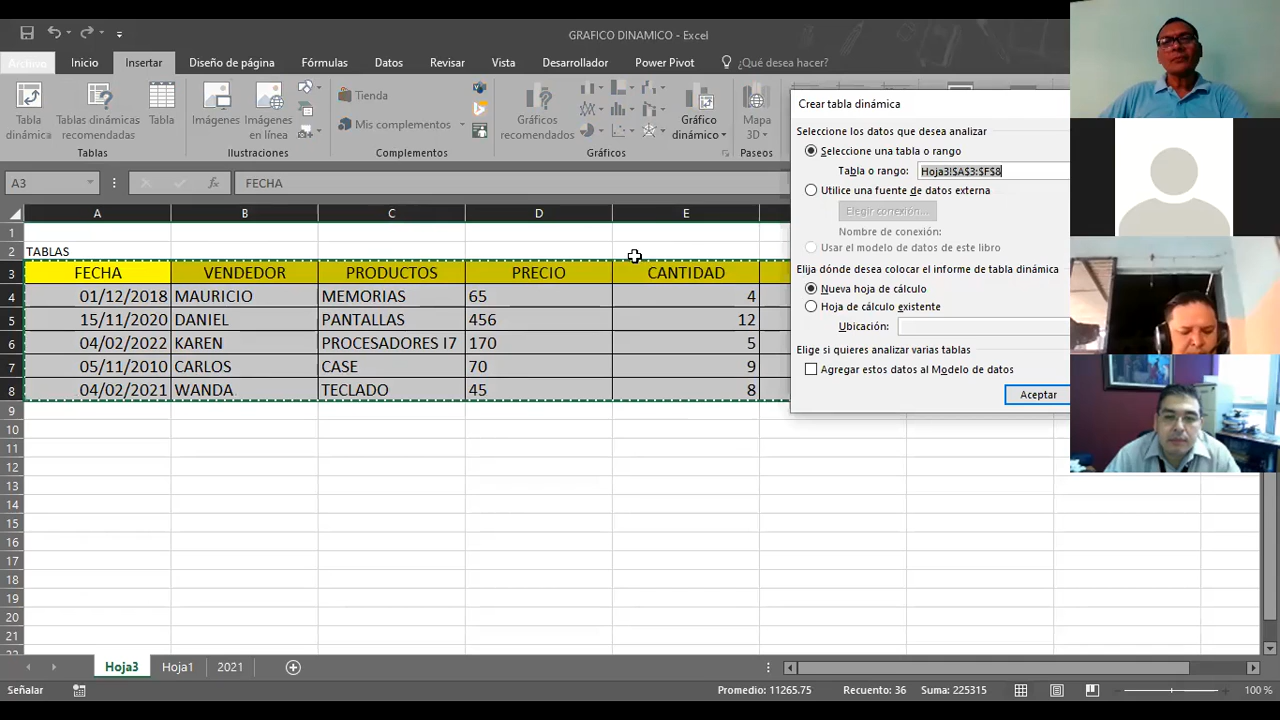 GRAFICO DINAMICO - Excel
Archivo Inicio Insertar Diseño de página Fórmulas Datos Revisar Vista Desarrollador Power Pivot ¿Qué desea hacer?
Tabla dinámica
Tablas dinámicas recomendadas
Tabla
Tablas
Imágenes
Imágenes en línea
Ilustraciones
Tienda
Mis complementos
Complementos
Gráficos recomendados
Gráfico dinámico
Gráficos
Mapa 3D
Paseos
A3 fx FECHA
A B C D E
1
2 TABLAS
3 FECHA VENDEDOR PRODUCTOS PRECIO CANTIDAD
4 01/12/2018 MAURICIO MEMORIAS 65 4
5 15/11/2020 DANIEL PANTALLAS 456 12
6 04/02/2022 KAREN PROCESADORES I7 170 5
7 05/11/2010 CARLOS CASE 70 9
8 04/02/2021 WANDA TECLADO 45 8
9
10
11
12
13
14
15
16
17
18
19
20
21
Crear tabla dinámica
Seleccione los datos que desea analizar
Seleccione una tabla o rango
Tabla o rango: Hoja3!$A$3:$F$8
Utilice una fuente de datos externa
Elegir conexión...
Nombre de conexión:
Usar el modelo de datos de este libro
Elija dónde desea colocar el informe de tabla dinámica
Nueva hoja de cálculo
Hoja de cálculo existente
Ubicación:
Elige si quieres analizar varias tablas
Agregar estos datos al Modelo de datos
Aceptar
Hoja3 Hoja1 2021
Señalar Promedio: 11265.75 Recuento: 36 Suma: 225315 100 %